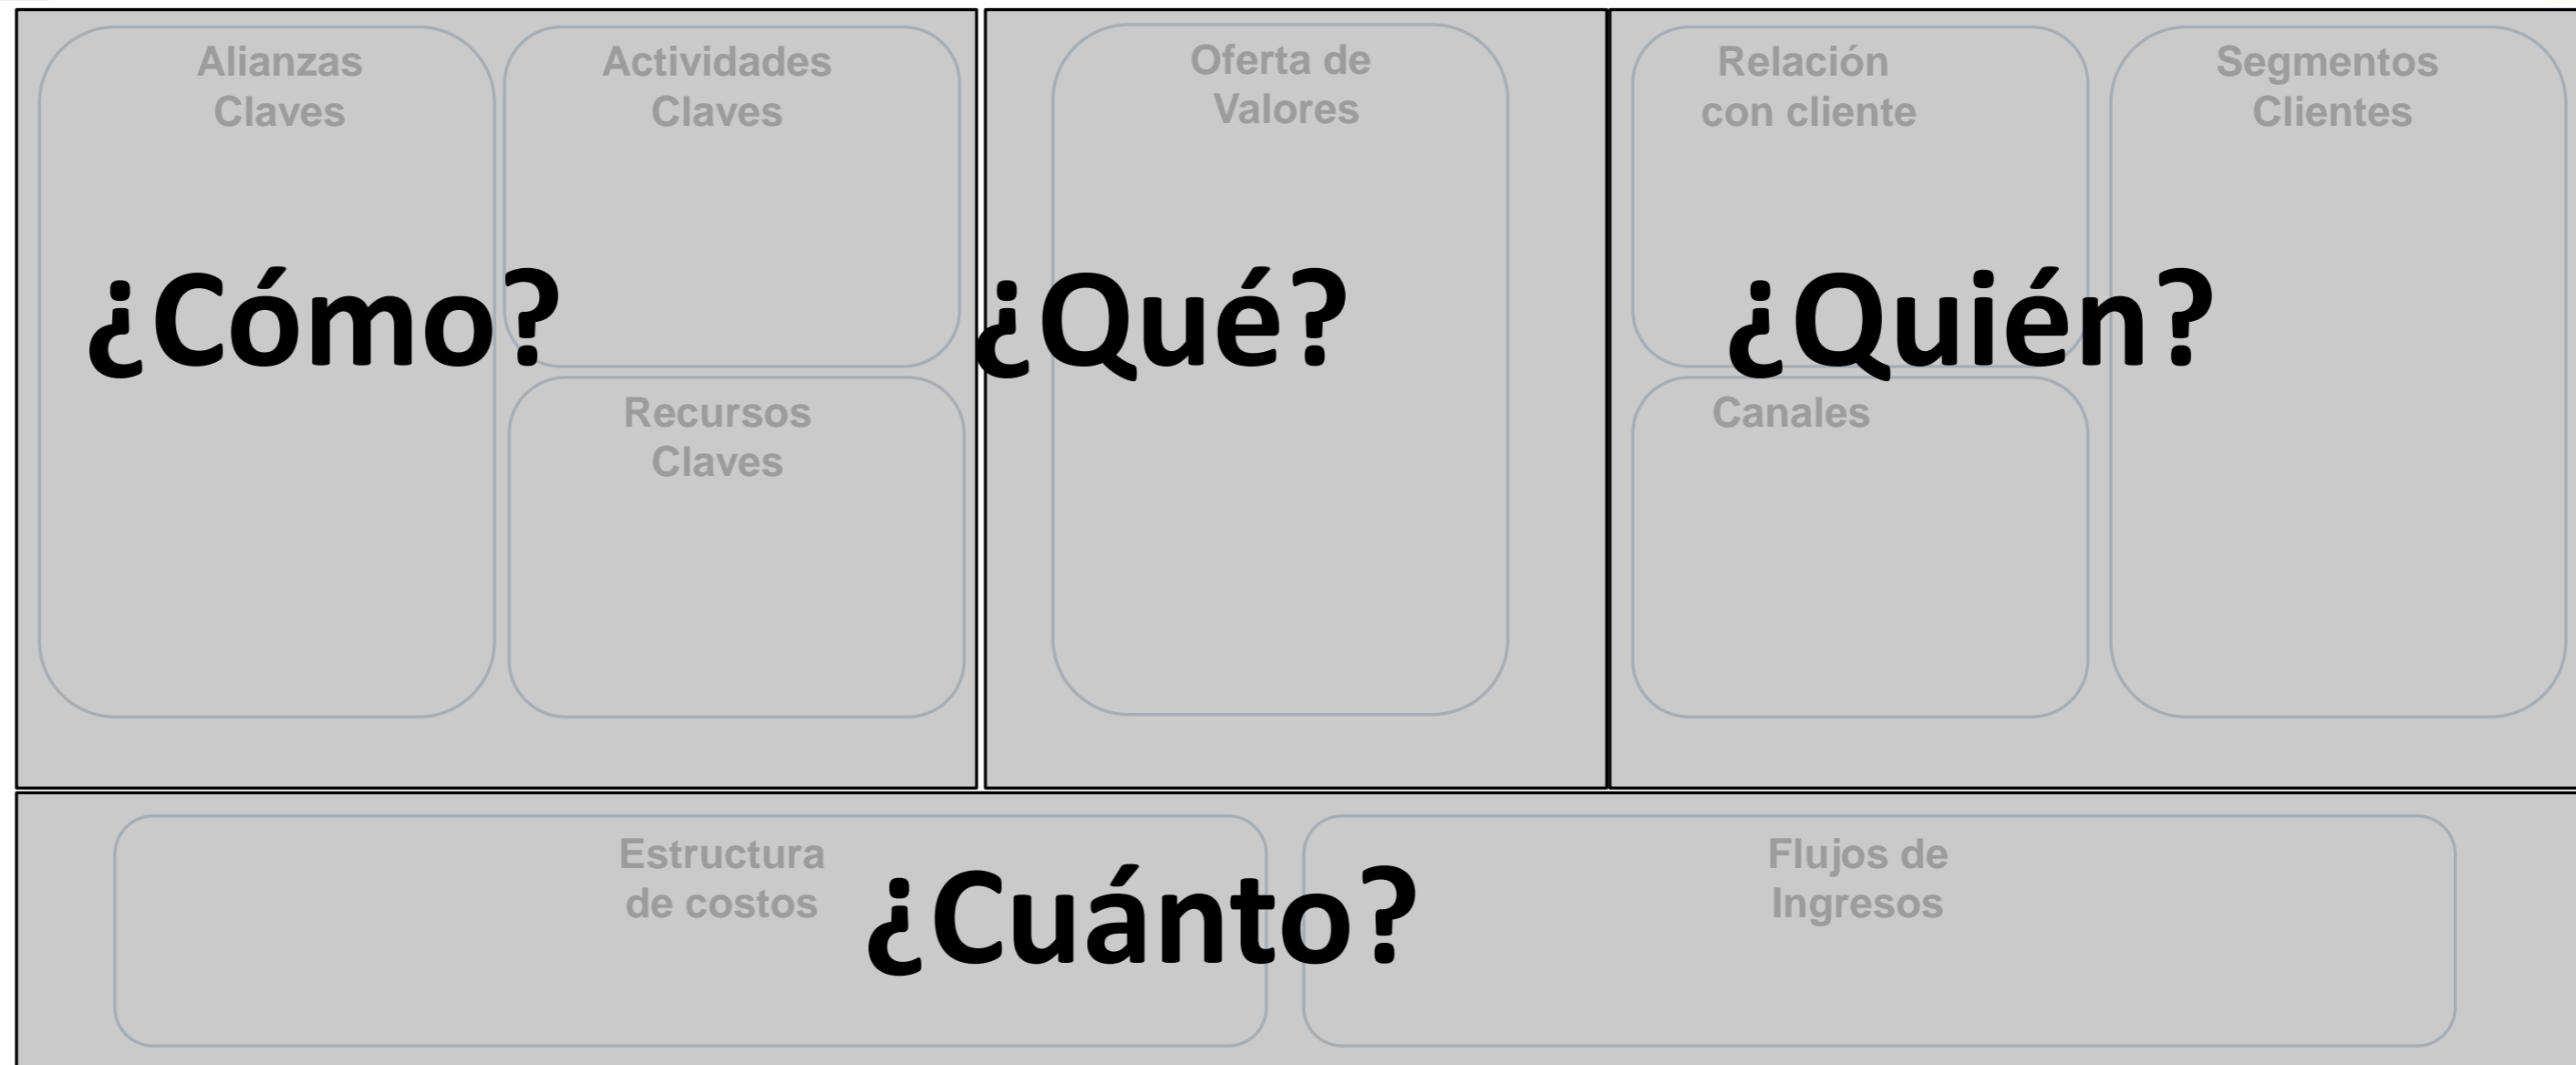 Alianzas
Claves
Actividades
Claves
Recursos
Claves
¿Cómo?
Oferta de
Valores
¿Qué?
Relación
con cliente
Canales
Segmentos
Clientes
¿Quién?
Estructura
de costos
¿Cuánto?
Flujos de
Ingresos